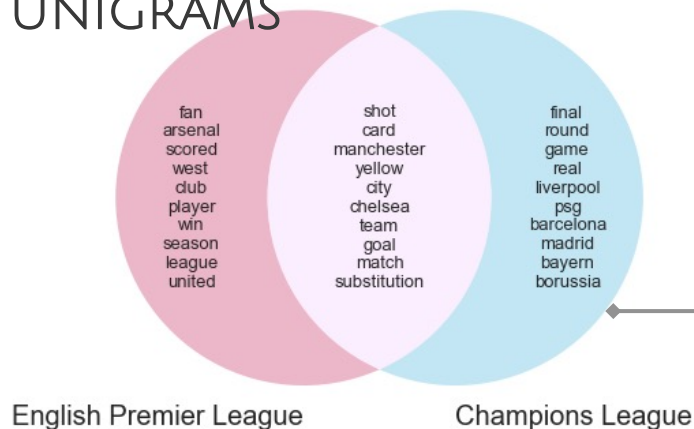 UNIGRAMS
fan
arsenal
scored
west
club
player
win
season
league
united
shot
card
manchester
yellow
city
chelsea
team
goal
match
substitution
final
round
game
real
liverpool
psg
barcelona
madrid
bayern
borussia
English Premier League
Champions League